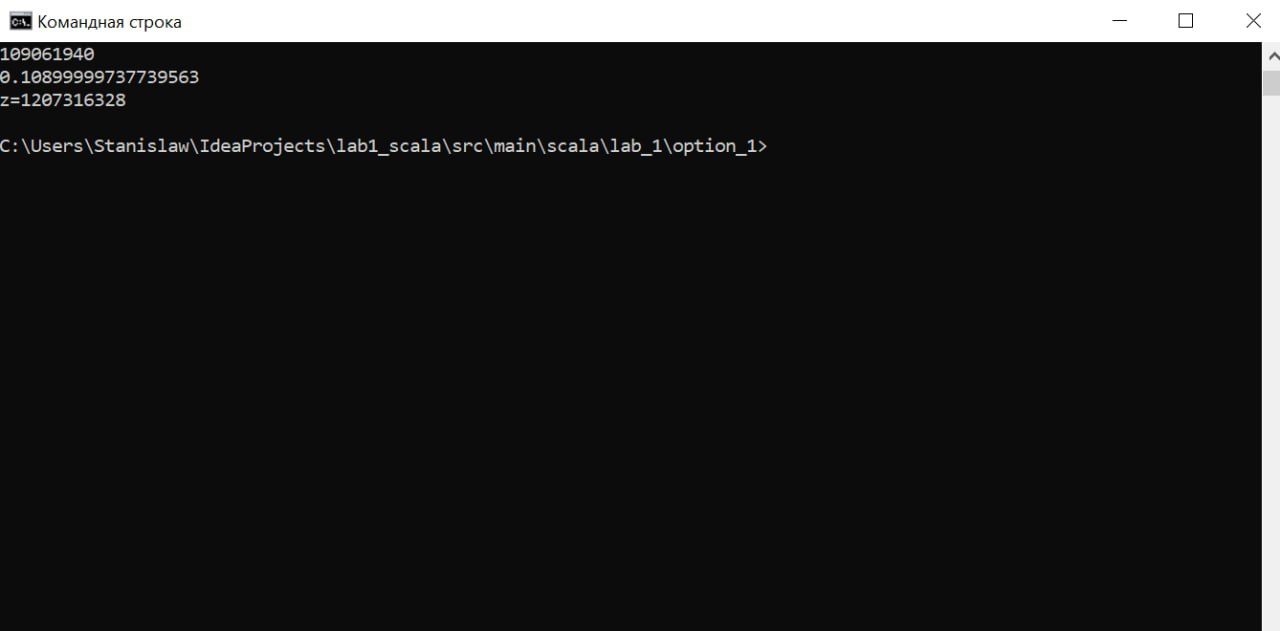 Командная строка
109061940
0.10899999737739563
z=1207316328
C:\Users\Stanislaw\IdeaProjects\lab1_scala\src\main\scala\lab_1\option_1>